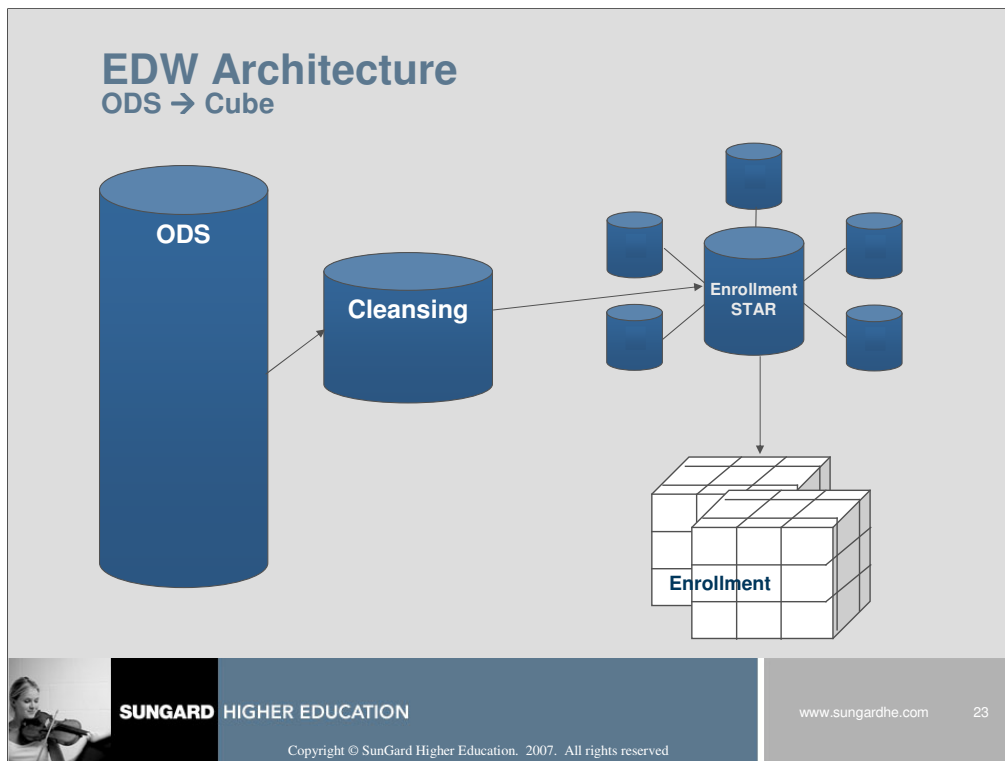 EDW Architecture
ODS → Cube
ODS
Cleansing
Enrollment
STAR
Enrollment
SUNGARD HIGHER EDUCATION
www.sungardhe.com 23
Copyright © SunGard Higher Education. 2007. All rights reserved